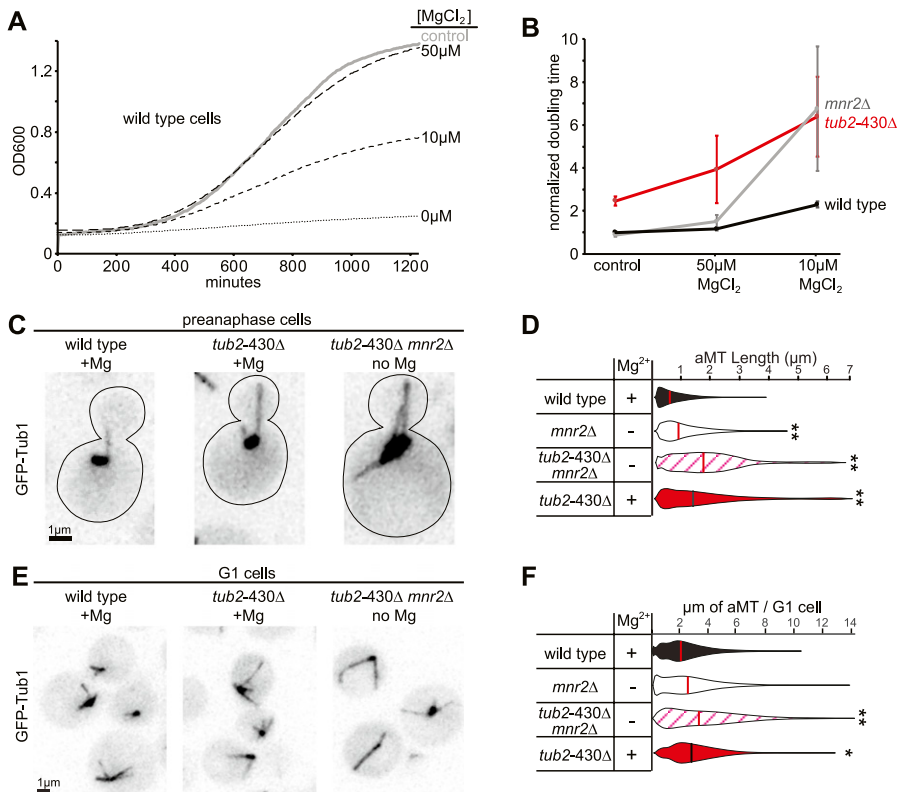 A
[MgCl2]
control
50µM
10µM
0µM
wild type cells
OD600
1.2
0.8
0.4
0
0 200 400 600 800 1000 1200
minutes
B
normalized doubling time
10
8
6
4
2
0
mnr2Δ
tub2-430Δ
wild type
control 50µM MgCl2 10µM MgCl2
C
preanaphase cells
wild type +Mg
tub2-430Δ +Mg
tub2-430Δ mnr2Δ no Mg
GFP-Tub1
1µm
D
aMT Length (µm)
Mg2+ 1 2 3 4 5 6 7
wild type +
mnr2Δ - **
tub2-430Δ mnr2Δ - **
tub2-430Δ + **
E
G1 cells
wild type +Mg
tub2-430Δ +Mg
tub2-430Δ mnr2Δ no Mg
GFP-Tub1
1µm
F
µm of aMT / G1 cell
Mg2+ 2 4 6 8 10 12 14
wild type +
mnr2Δ -
tub2-430Δ mnr2Δ - **
tub2-430Δ + *